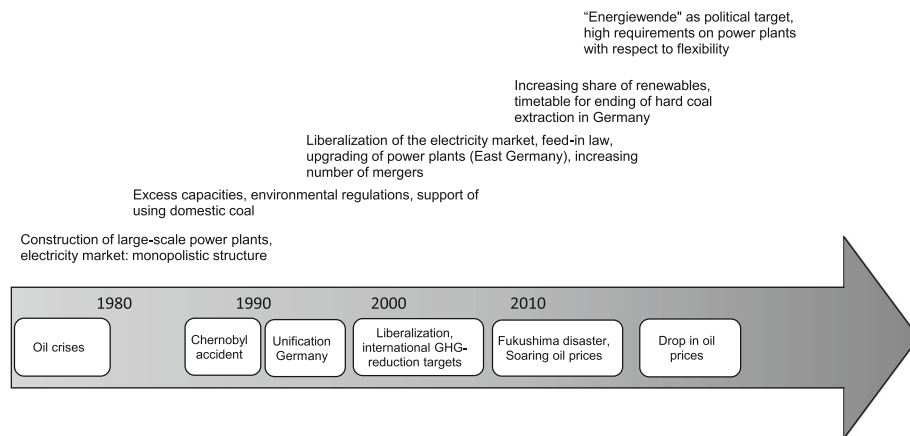 “Energiewende" as political target,
high requirements on power plants
with respect to flexibility
Increasing share of renewables,
timetable for ending of hard coal
extraction in Germany
Liberalization of the electricity market, feed-in law,
upgrading of power plants (East Germany), increasing
number of mergers
Excess capacities, environmental regulations, support of
using domestic coal
Construction of large-scale power plants,
electricity market: monopolistic structure
1980 1990 2000 2010
Oil crises
Chernobyl
accident
Unification
Germany
Liberalization,
international GHG-
reduction targets
Fukushima disaster,
Soaring oil prices
Drop in oil
prices